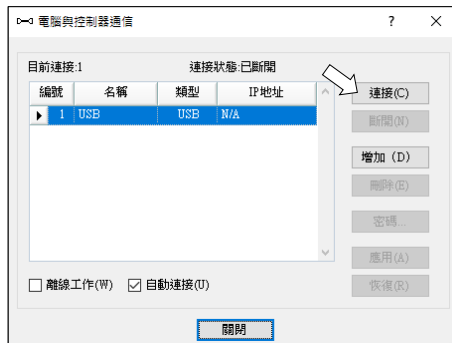 電腦與控制器通信
目前連接:1 連接狀態:已斷開
編號 名稱 類型 IP地址
1 USB USB N/A
連接(C)
斷開(N)
增加 (D)
刪除(E)
密碼...
應用(A)
恢復(R)
離線工作(W) 自動連接(U)
關閉